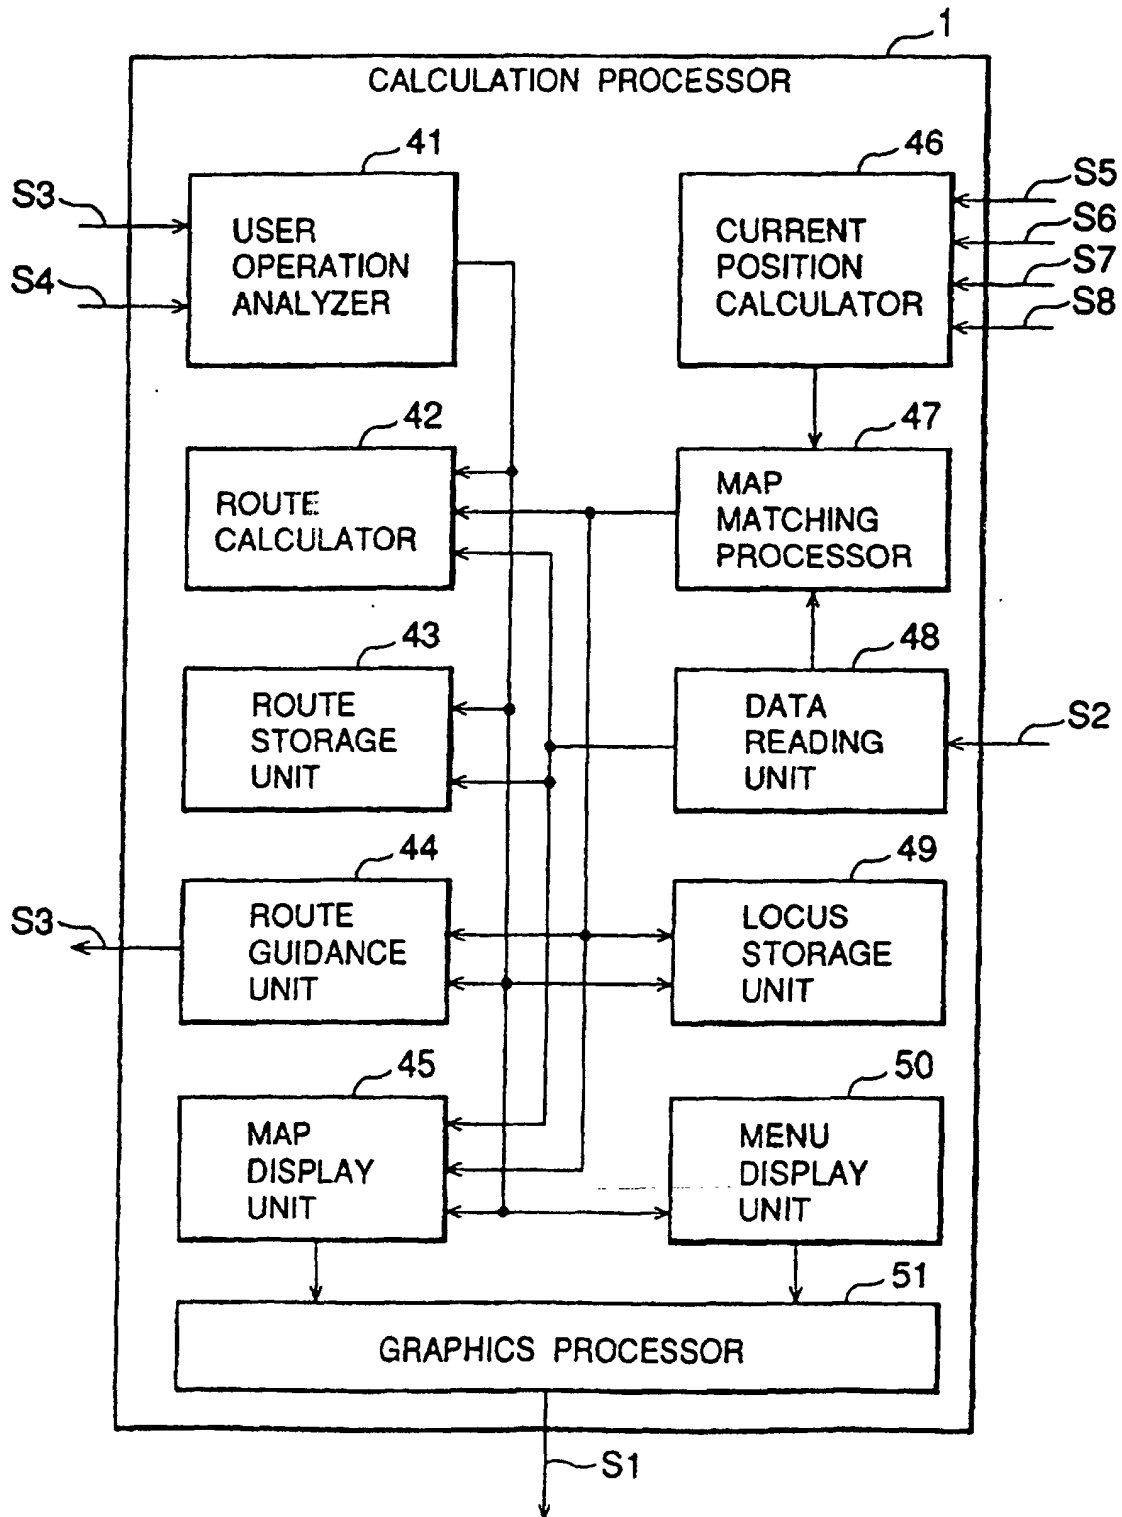 1
CALCULATION PROCESSOR
41
USER
OPERATION
ANALYZER
S3
S4
46
CURRENT
POSITION
CALCULATOR
S5
S6
S7
S8
42
ROUTE
CALCULATOR
47
MAP
MATCHING
PROCESSOR
43
ROUTE
STORAGE
UNIT
48
DATA
READING
UNIT
S2
44
ROUTE
GUIDANCE
UNIT
S3
49
LOCUS
STORAGE
UNIT
45
MAP
DISPLAY
UNIT
50
MENU
DISPLAY
UNIT
51
GRAPHICS PROCESSOR
S1